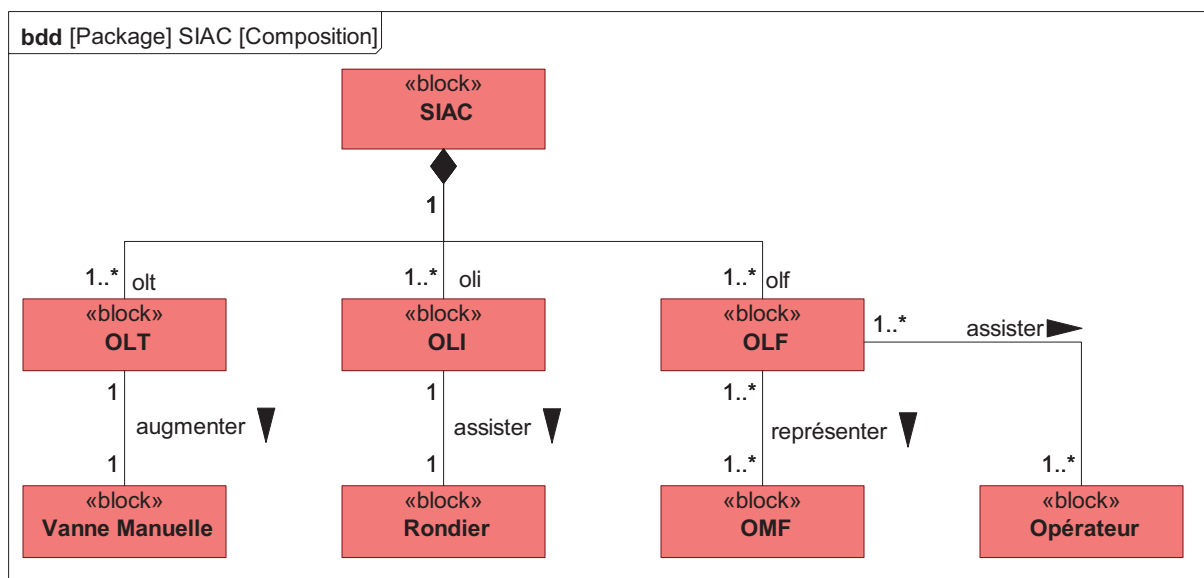 bdd [Package] SIAC [Composition]
«block»
SIAC
1
1..* olt
1..* oli
1..* olf
«block»
OLT
«block»
OLI
«block»
OLF
1..*
assister
1
augmenter
1
1
assister
1
1..*
représenter
1..*
1..*
«block»
Vanne Manuelle
«block»
Rondier
«block»
OMF
«block»
Opérateur